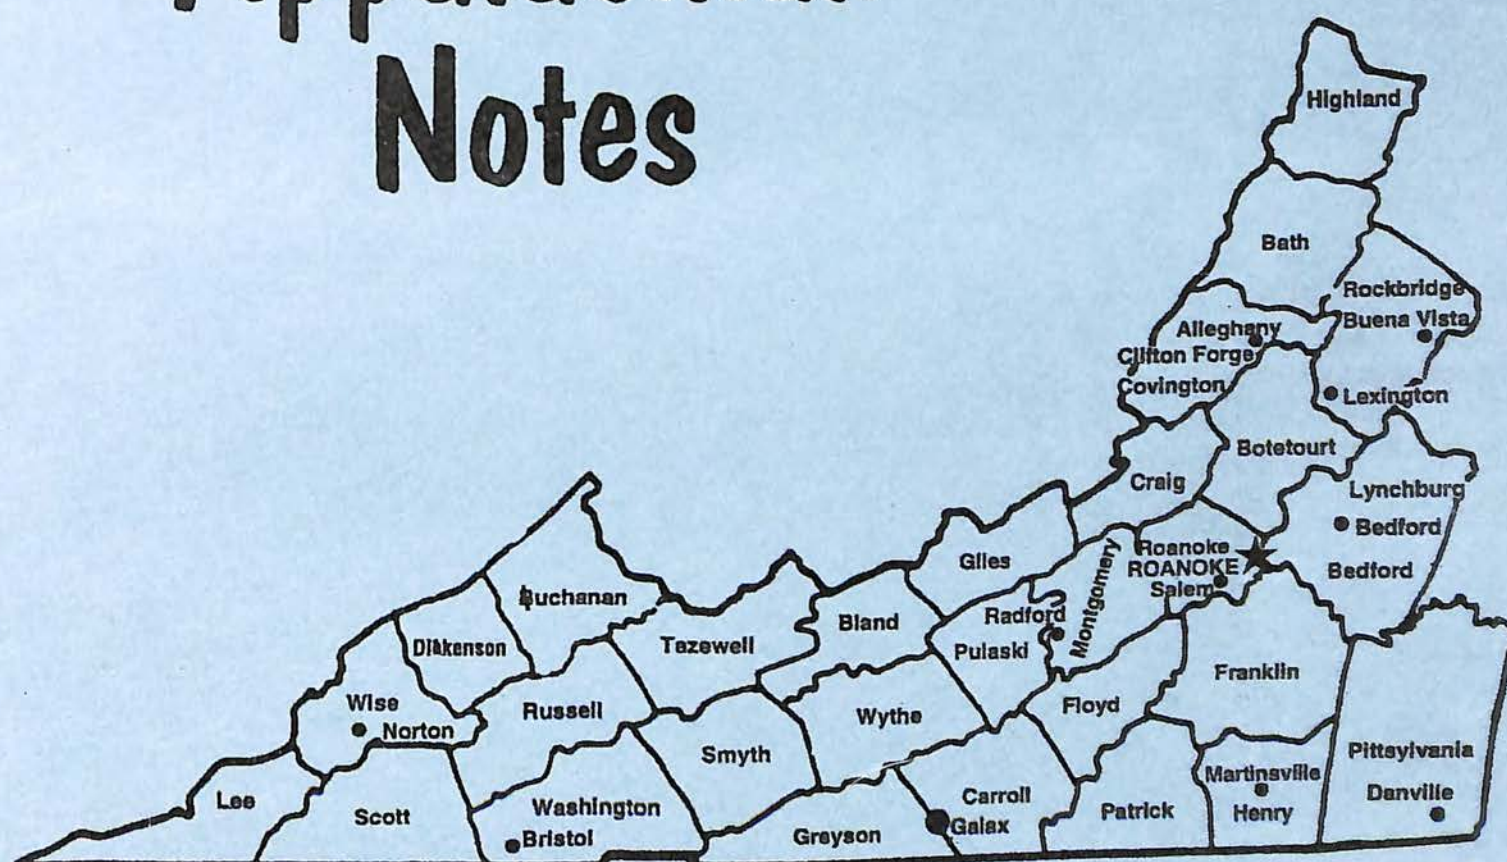 Notes
Highland
Bath
Rockbridge
Buena Vista
Alleghany
Clifton Forge
Covington
Lexington
Botetourt
Craig
Lynchburg
Bedford
Bedford
Roanoke
ROANOKE
Salem
Giles
Montgomery
Radford
Pulaski
Buchanan
Dickenson
Tazewell
Bland
Franklin
Wise
Norton
Russell
Wythe
Floyd
Smyth
Pittsylvania
Martinsville
Danville
Henry
Lee
Scott
Washington
Bristol
Greyson
Carroll
Galax
Patrick